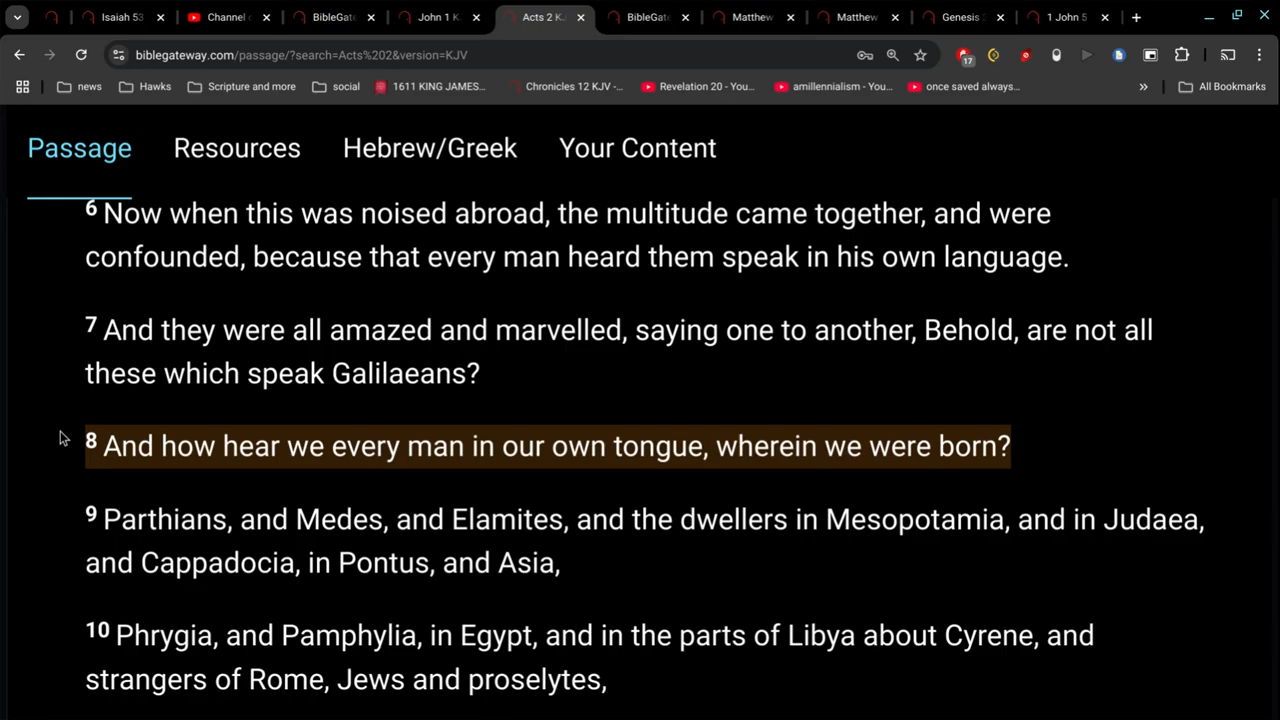 Isaiah 53
Channel c
BibleGate
John 1 K
Acts 2 KJ
BibleGate
Matthew
Matthew
Genesis
1 John 5
biblegateway.com/passage/?search=Acts%202&version=KJV
17
news
Hawks
Scripture and more
social
1611 KING JAMES...
Chronicles 12 KJV -...
Revelation 20 - You...
amillennialism - You...
once saved always...
»
All Bookmarks
Passage Resources Hebrew/Greek Your Content
6 Now when this was noised abroad, the multitude came together, and were
confounded, because that every man heard them speak in his own language.
7 And they were all amazed and marvelled, saying one to another, Behold, are not all
these which speak Galilaeans?
8 And how hear we every man in our own tongue, wherein we were born?
9 Parthians, and Medes, and Elamites, and the dwellers in Mesopotamia, and in Judaea,
and Cappadocia, in Pontus, and Asia,
10 Phrygia, and Pamphylia, in Egypt, and in the parts of Libya about Cyrene, and
strangers of Rome, Jews and proselytes,